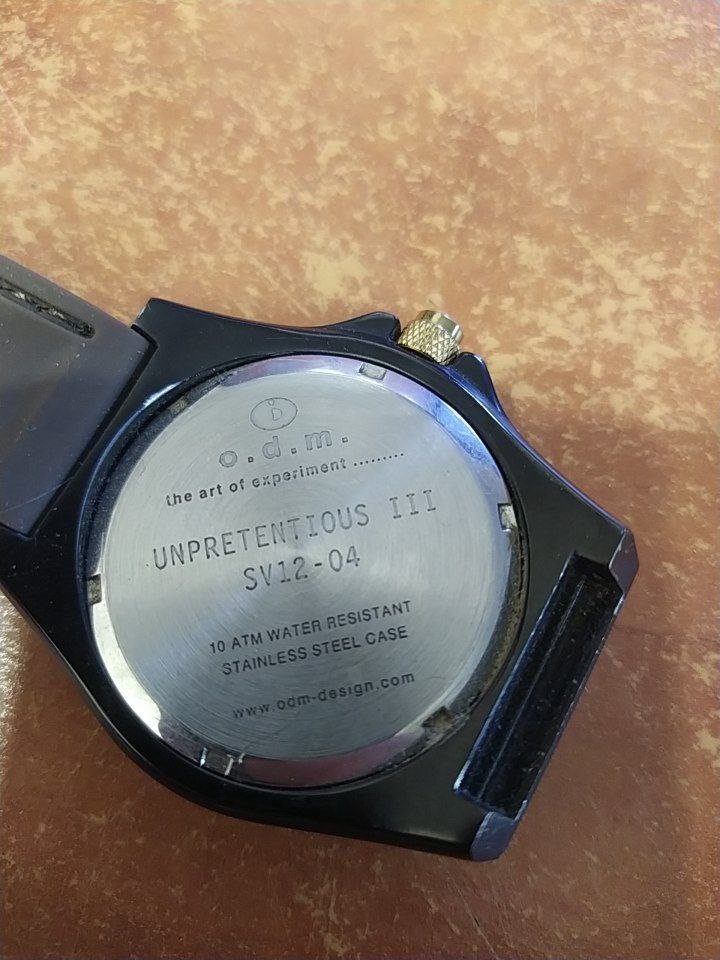 o.d.m.
the art of experiment .........
UNPRETENTIOUS III
SV12-04
10 ATM WATER RESISTANT
STAINLESS STEEL CASE
www.odm-design.com